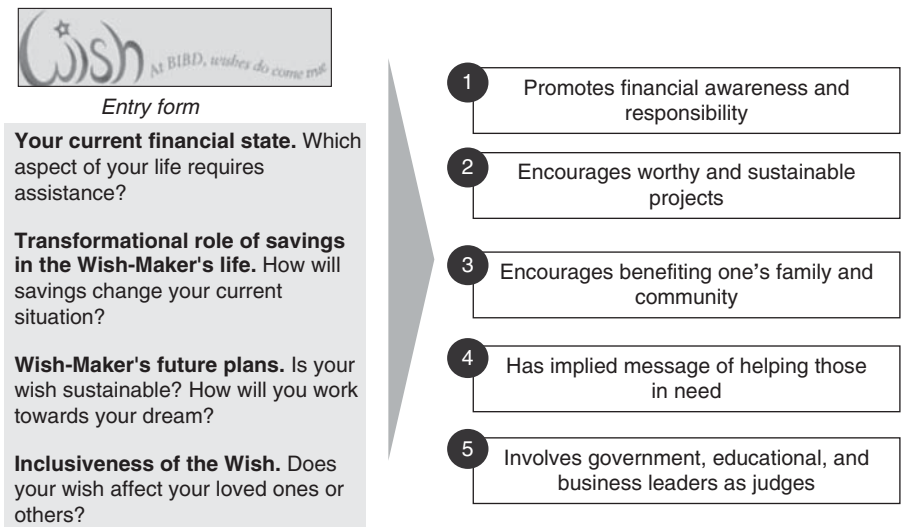 Wish At BIBD, wishes do come true
Entry form
Your current financial state. Which
aspect of your life requires
assistance?
Transformational role of savings
in the Wish-Maker's life. How will
savings change your current
situation?
Wish-Maker's future plans. Is your
wish sustainable? How will you work
towards your dream?
Inclusiveness of the Wish. Does
your wish affect your loved ones or
others?
1
Promotes financial awareness and
responsibility
2
Encourages worthy and sustainable
projects
3
Encourages benefiting one’s family and
community
4
Has implied message of helping those
in need
5
Involves government, educational, and
business leaders as judges